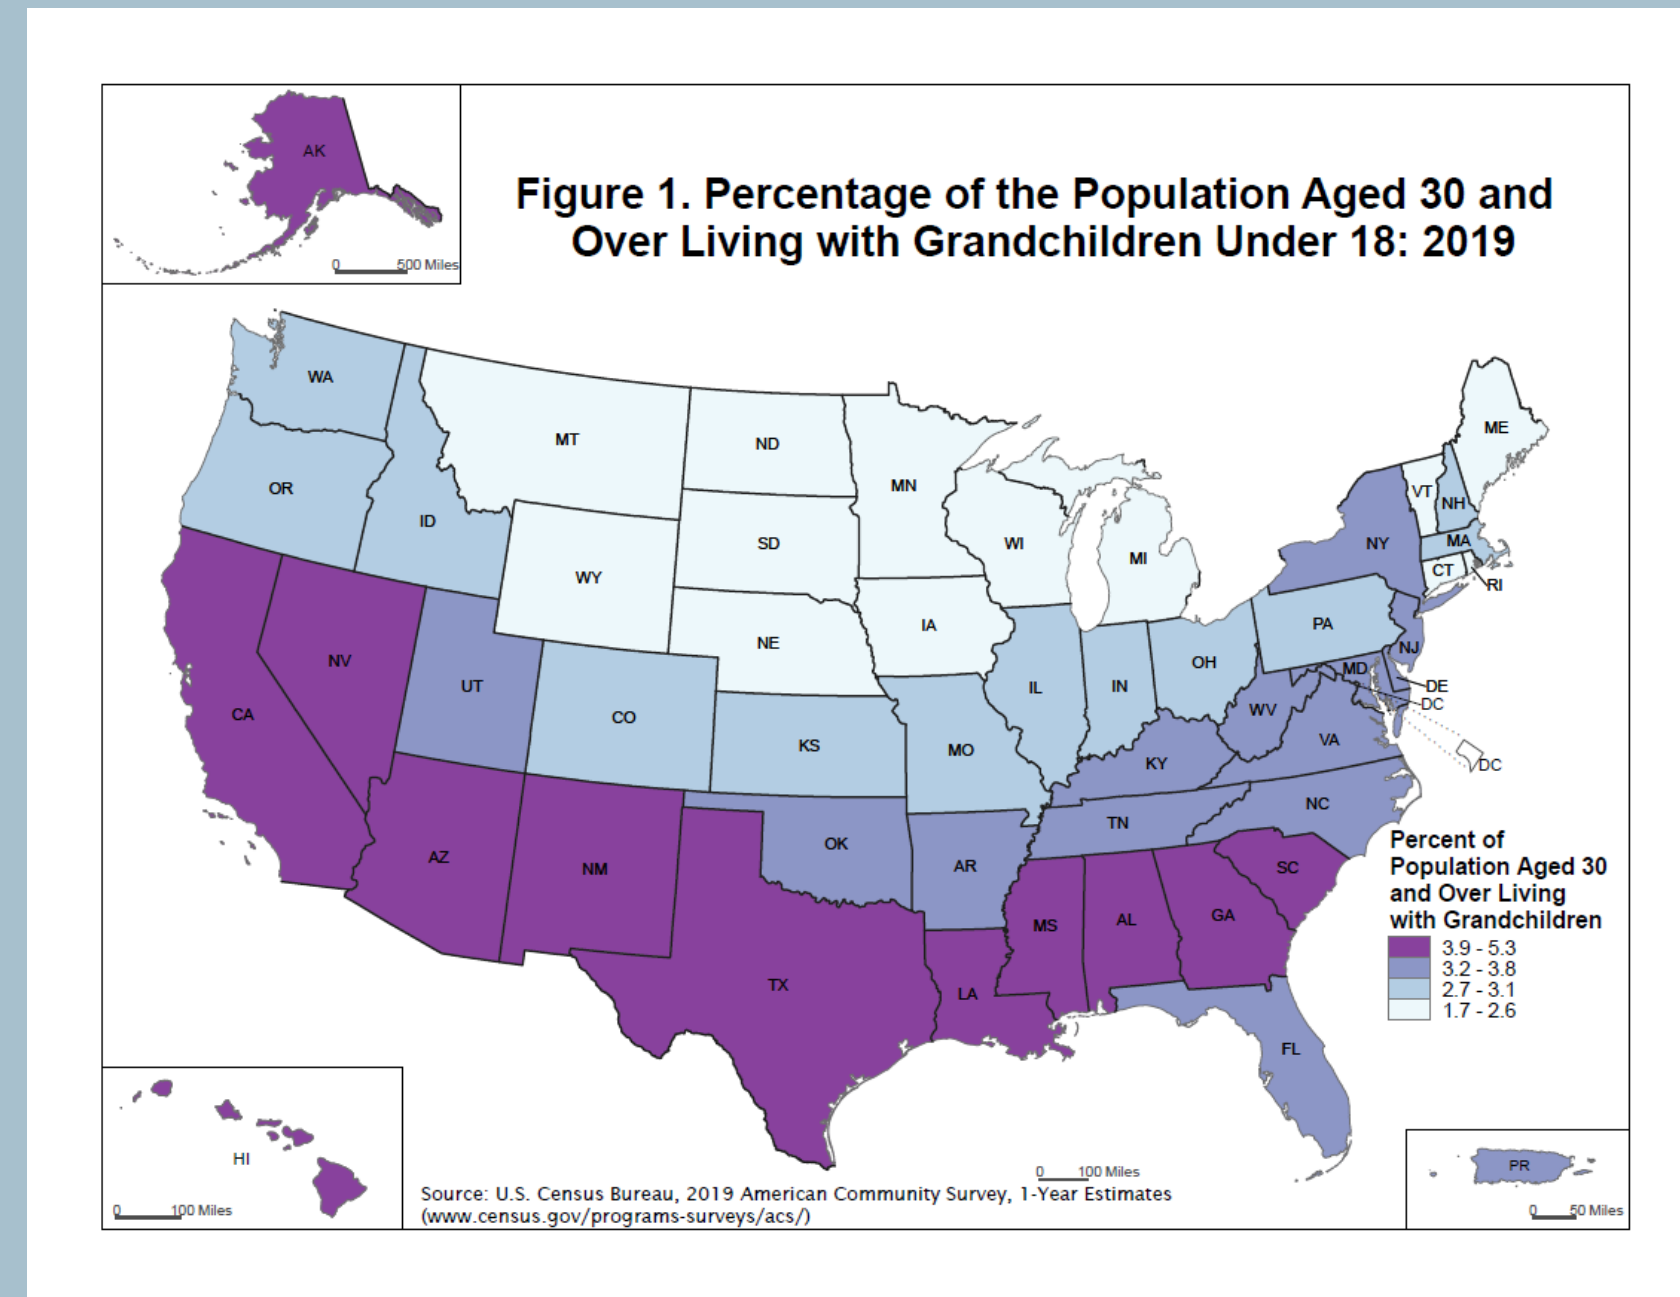 AK
0 500 Miles
Figure 1. Percentage of the Population Aged 30 and
Over Living with Grandchildren Under 18: 2019
WA
MT
ND
MN
ME
OR
ID
WY
SD
WI
MI
NY
VT
NH
MA
CT
RI
NE
IA
PA
NJ
NV
UT
CO
KS
MO
IL
IN
OH
WV
MD
DE
DC
DC
CA
KY
VA
AZ
NM
OK
AR
TN
NC
SC
TX
LA
MS
AL
GA
FL
Percent of
Population Aged 30
and Over Living
with Grandchildren
3.9 - 5.3
3.2 - 3.8
2.7 - 3.1
1.7 - 2.6
HI
0 100 Miles
0 100 Miles
Source: U.S. Census Bureau, 2019 American Community Survey, 1-Year Estimates
(www.census.gov/programs-surveys/acs/)
PR
0 50 Miles